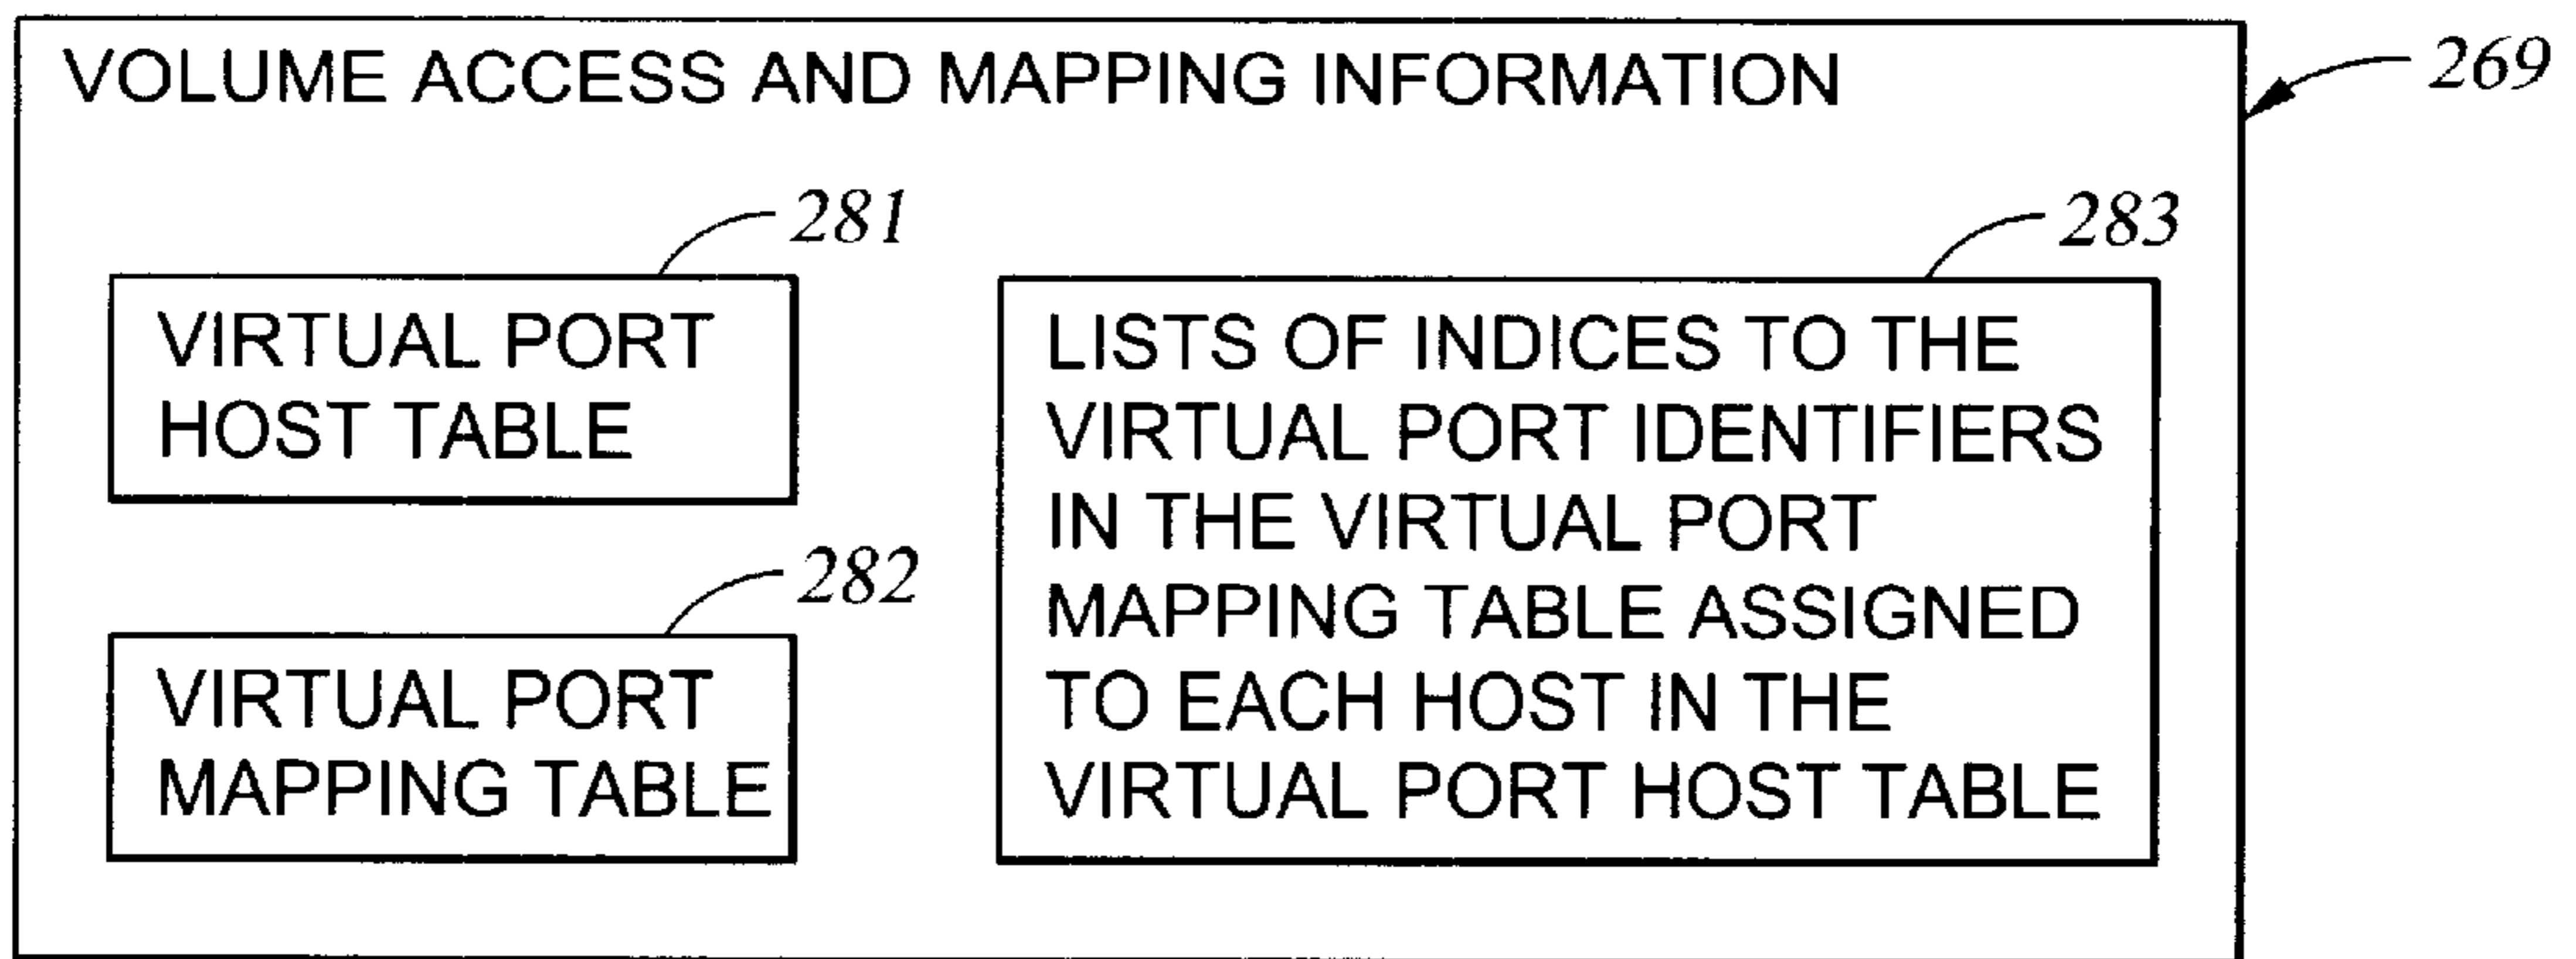 VOLUME ACCESS AND MAPPING INFORMATION
269
281
VIRTUAL PORT
HOST TABLE
282
VIRTUAL PORT
MAPPING TABLE
283
LISTS OF INDICES TO THE
VIRTUAL PORT IDENTIFIERS
IN THE VIRTUAL PORT
MAPPING TABLE ASSIGNED
TO EACH HOST IN THE
VIRTUAL PORT HOST TABLE